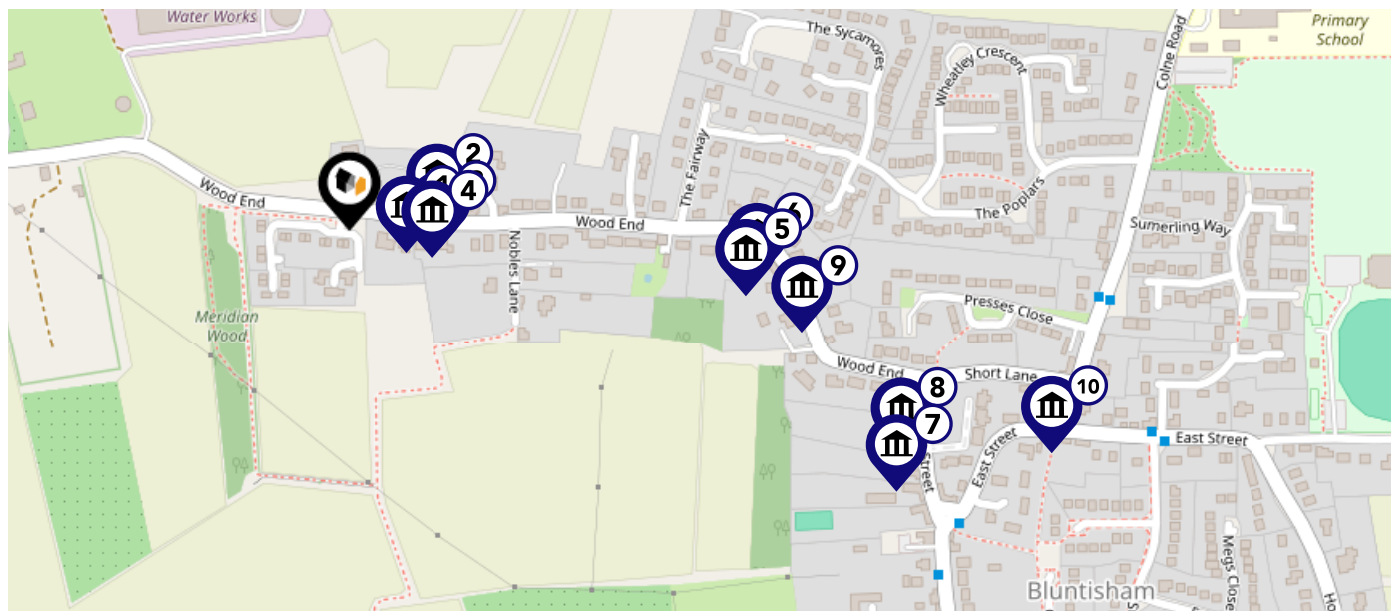 Water Works
Primary
School
The Sycamores
Colne Road
Wheatley Crescent
The Fairway
Wood End
2
4
Wood End
The Poplars
6
5
Sumerling Way
Nobles Lane
9
Presses Close
Meridian
Wood
Wood End
Short Lane
8
10
7
Street
East Street
East Street
Megs Close
Bluntisham